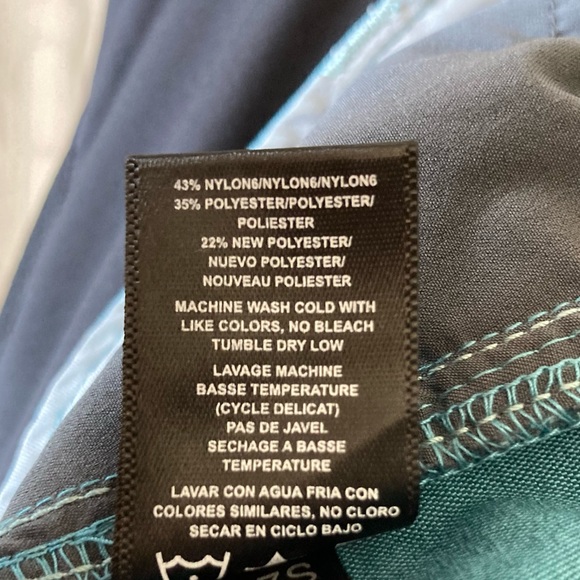 43% NYLON6/NYLON6/NYLON6
35% POLYESTER/POLYESTER/
POLIESTER
22% NEW POLYESTER/
NUEVO POLYESTER/
NOUVEAU POLIESTER
MACHINE WASH COLD WITH
LIKE COLORS, NO BLEACH
TUMBLE DRY LOW
LAVAGE MACHINE
BASSE TEMPERATURE
(CYCLE DELICAT)
PAS DE JAVEL
SECHAGE A BASSE
TEMPERATURE
LAVAR CON AGUA FRIA CON
COLORES SIMILARES, NO CLORO
SECAR EN CICLO BAJO